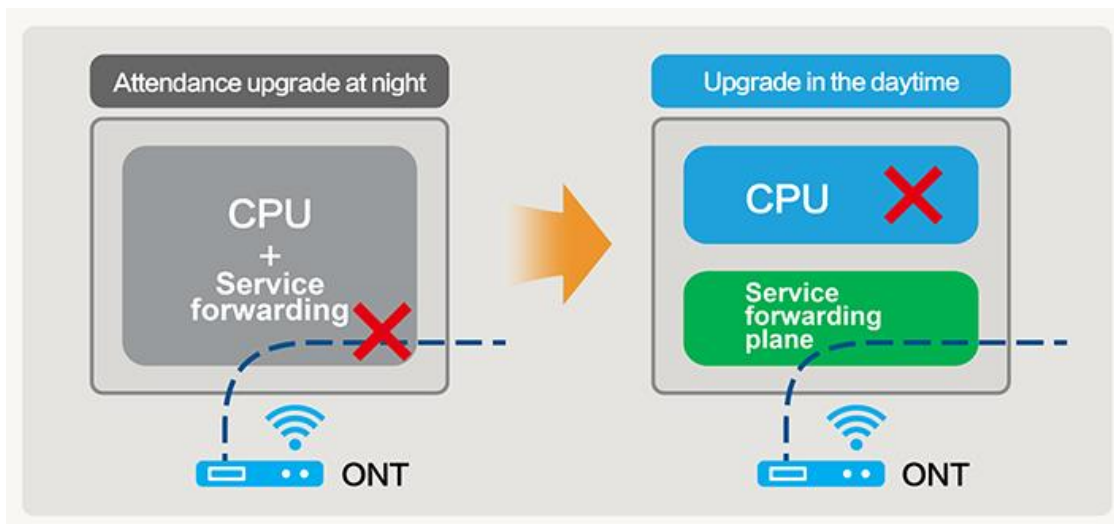 Attendance upgrade at night
CPU
+
Service
forwarding
ONT
Upgrade in the daytime
CPU
Service
forwarding
plane
ONT